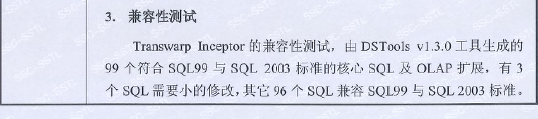 3. 兼容性测试
Transwarp Inceptor 的兼容性测试，由 DSTools v1.3.0 工具生成的
99 个符合 SQL99 与 SQL 2003 标准的核心 SQL 及 OLAP 扩展，有 3
个 SQL 需要小的修改，其它 96 个 SQL 兼容 SQL99 与 SQL 2003 标准。